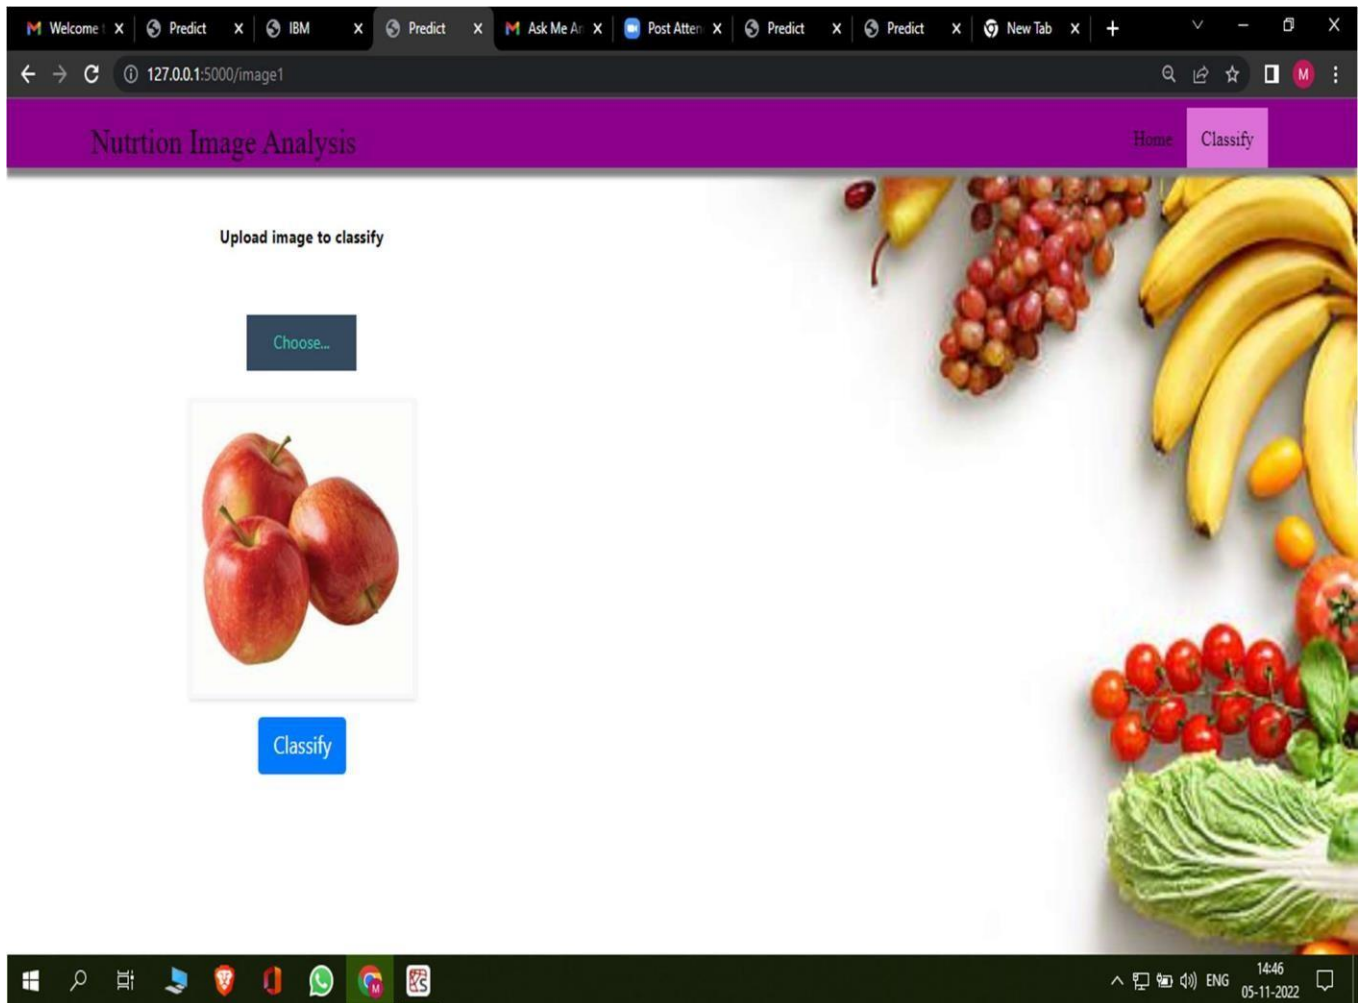 Welcome t
Predict
IBM
Predict
Ask Me An
Post Atten
Predict
Predict
New Tab
127.0.0.1:5000/image1
M
Nutrtion Image Analysis
Home
Classify
Upload image to classify
Choose...
Classify
ENG
14:46
05-11-2022